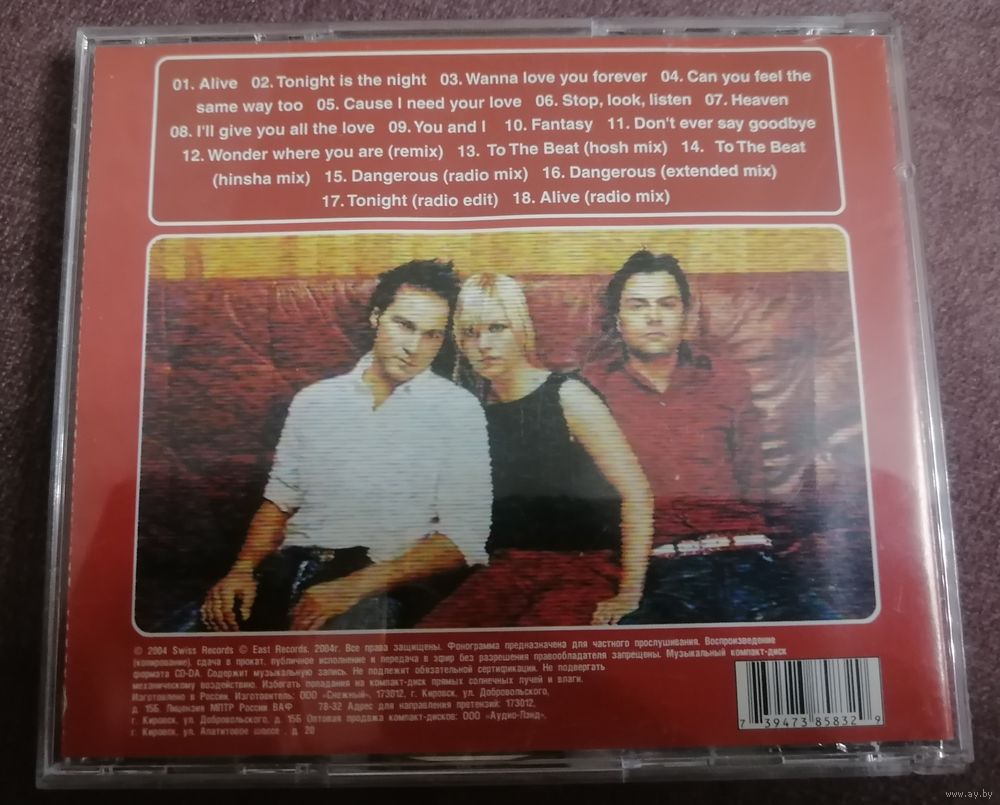 01. Alive 02. Tonight is the night 03. Wanna love you forever 04. Can you feel the
same way too 05. Cause I need your love 06. Stop, look, listen 07. Heaven
08. I'll give you all the love 09. You and I 10. Fantasy 11. Don't ever say goodbye
12. Wonder where you are (remix) 13. To The Beat (hosh mix) 14. To The Beat
(hinsha mix) 15. Dangerous (radio mix) 16. Dangerous (extended mix)
17. Tonight (radio edit) 18. Alive (radio mix)
© 2004 Swiss Records © East Records, 2004г. Все права защищены. Фонограмма предназначена для частного прослушивания. Воспроизведение
(копирование), сдача в прокат, публичное исполнение и передача в эфир без разрешения правообладателя запрещены. Музыкальный компакт-диск
формата CD-DA. Содержит музыкальную запись. Не подлежит обязательной сертификации. Не подвергать
механическому воздействию. Избегать попадания на компакт-диск прямых солнечных лучей и влаги.
Изготовлено в России. Изготовитель: ООО «Снежный», 173012, г. Кировск, ул. Добровольского,
д. 15Б. Лицензия МПТР России ВАФ 78-32 Адрес для направления претензий: 173012,
г. Кировск, ул. Добровольского, д. 15Б Оптовая продажа компакт-дисков: ООО «Аудио-Лэнд»,
г. Кировск, ул. Апатитовое шоссе , д. 20
7 39473 85832 9
www.ay.by